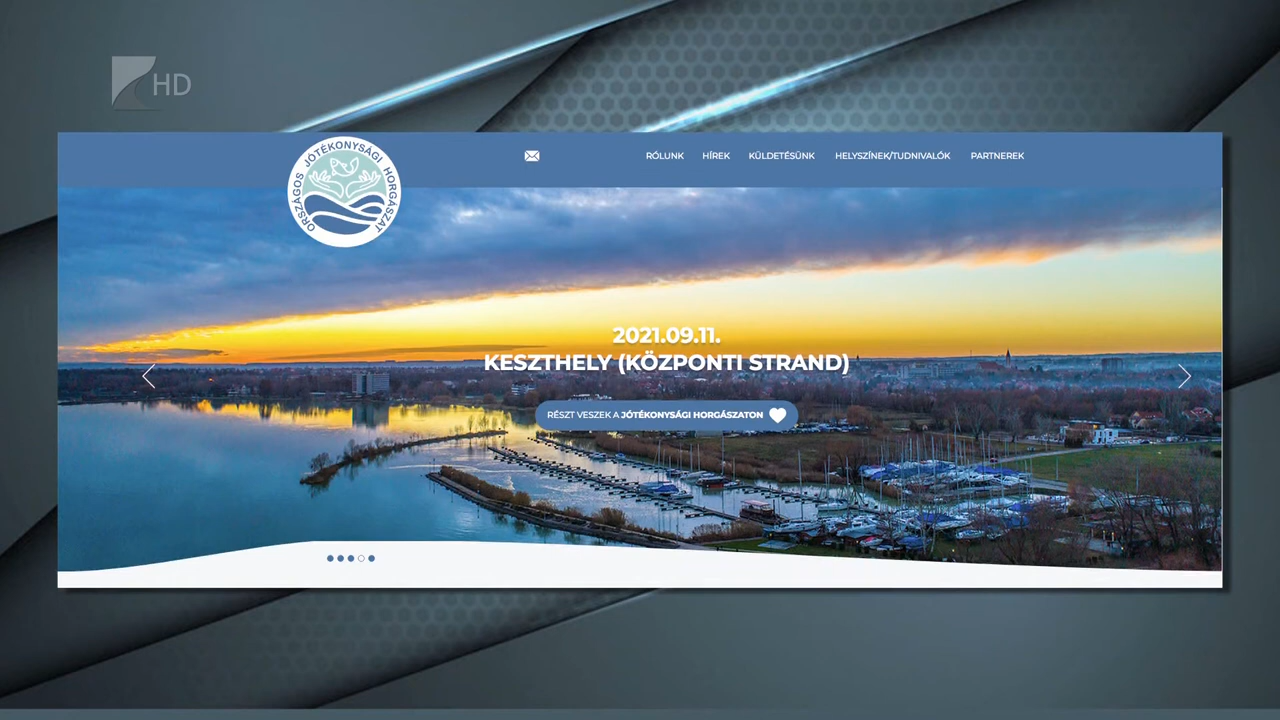 HD
ORSZÁGOS JÓTÉKONYSÁGI HORGÁSZAT
RÓLUNK HÍREK KÜLDETÉSÜNK HELYSZÍNEK/TUDNIVALÓK PARTNEREK
2021.09.11.
KESZTHELY (KÖZPONTI STRAND)
RÉSZT VESZEK A JÓTÉKONYSÁGI HORGÁSZATON